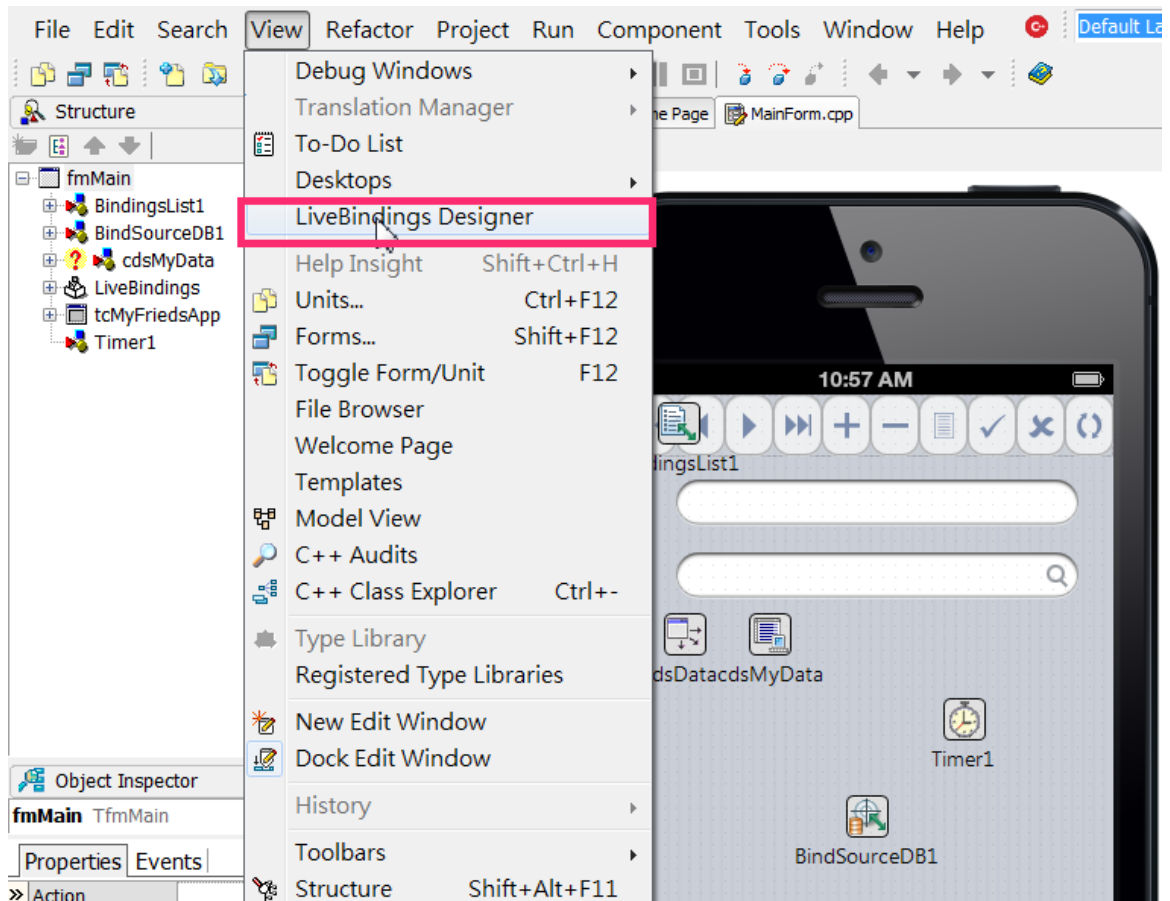 File Edit Search View Refactor Project Run Component Tools Window Help Default La
Structure
fmMain
BindingsList1
BindSourceDB1
cdsMyData
LiveBindings
tcMyFriedsApp
Timer1
Debug Windows
Translation Manager
To-Do List
Desktops
LiveBindings Designer
Help Insight Shift+Ctrl+H
Units... Ctrl+F12
Forms... Shift+F12
Toggle Form/Unit F12
File Browser
Welcome Page
Templates
Model View
C++ Audits
C++ Class Explorer Ctrl+-
Type Library
Registered Type Libraries
New Edit Window
Dock Edit Window
History
Toolbars
Structure Shift+Alt+F11
ne Page MainForm.cpp
10:57 AM
dingsList1
dsData cdsMyData
Timer1
BindSourceDB1
Object Inspector
fmMain TfmMain
Properties Events
Action